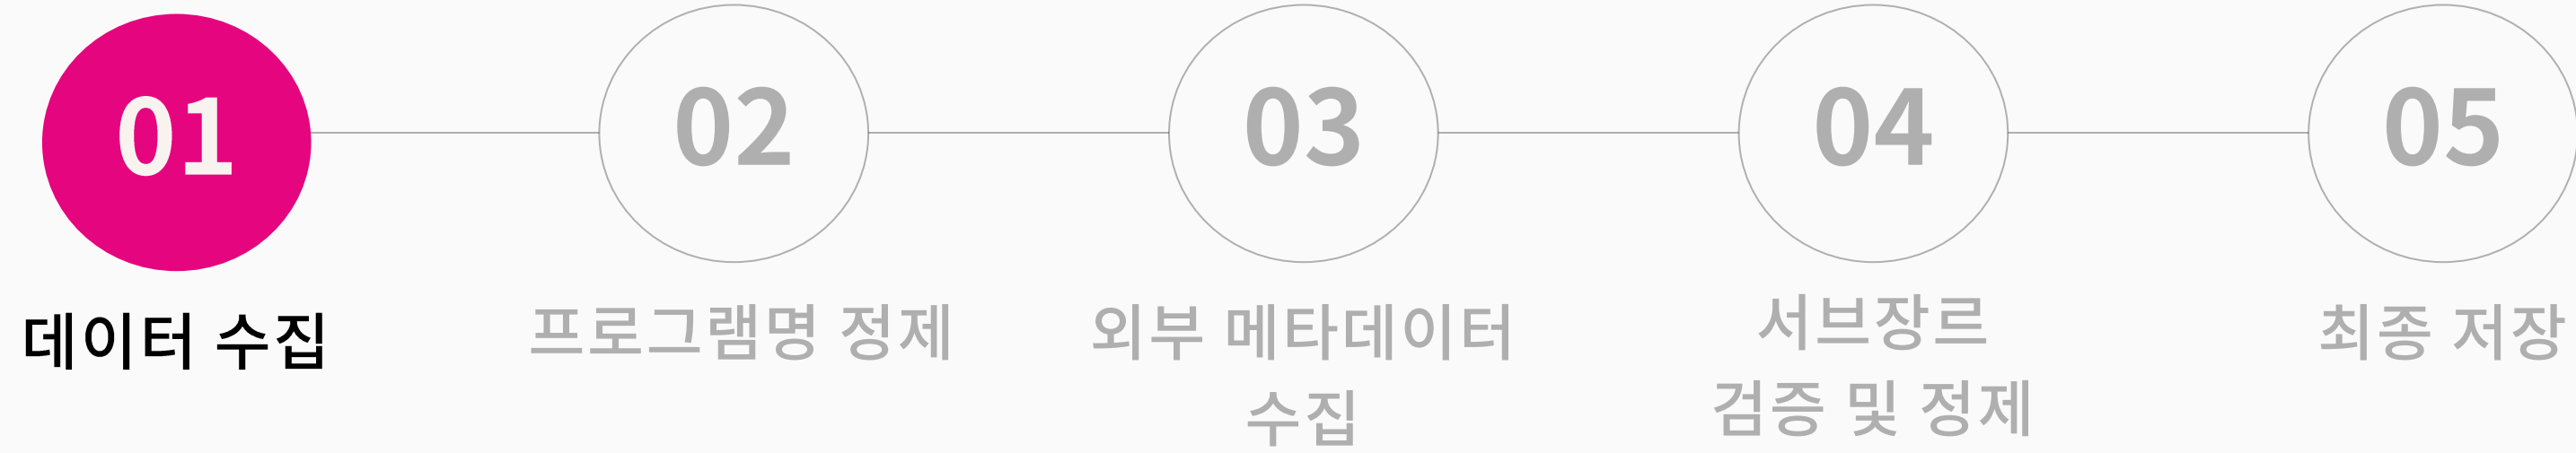 01
데이터 수집
02
프로그램명 정제
03
외부 메타데이터
수집
04
서브장르
검증 및 정제
05
최종 저장